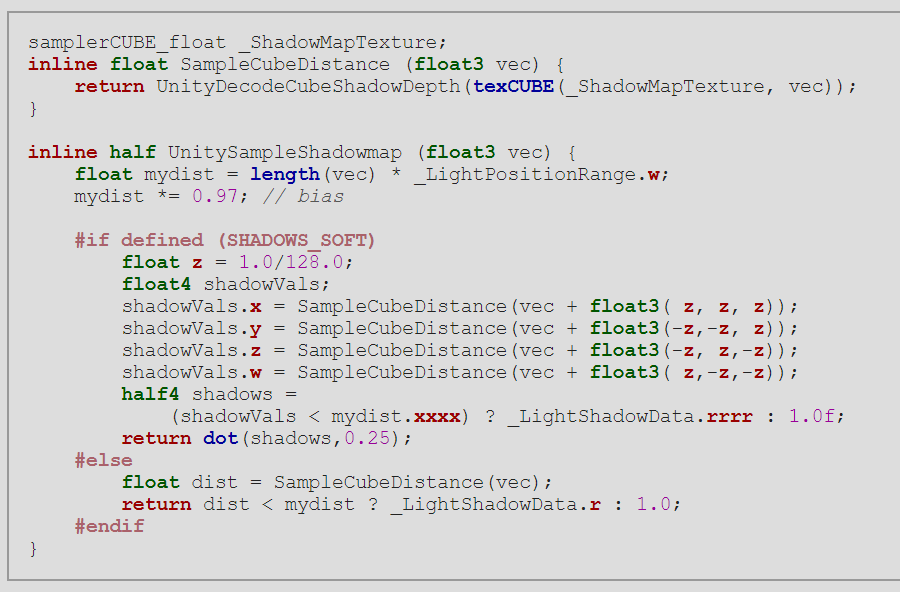 samplerCUBE_float _ShadowMapTexture;
inline float SampleCubeDistance (float3 vec) {
    return UnityDecodeCubeShadowDepth(texCUBE(_ShadowMapTexture, vec));
}

inline half UnitySampleShadowmap (float3 vec) {
    float mydist = length(vec) * _LightPositionRange.w;
    mydist *= 0.97; // bias

    #if defined (SHADOWS_SOFT)
        float z = 1.0/128.0;
        float4 shadowVals;
        shadowVals.x = SampleCubeDistance(vec + float3( z, z, z));
        shadowVals.y = SampleCubeDistance(vec + float3(-z,-z, z));
        shadowVals.z = SampleCubeDistance(vec + float3(-z, z,-z));
        shadowVals.w = SampleCubeDistance(vec + float3( z,-z,-z));
        half4 shadows =
            (shadowVals < mydist.xxxx) ? _LightShadowData.rrrr : 1.0f;
        return dot(shadows,0.25);
    #else
        float dist = SampleCubeDistance(vec);
        return dist < mydist ? _LightShadowData.r : 1.0;
    #endif
}